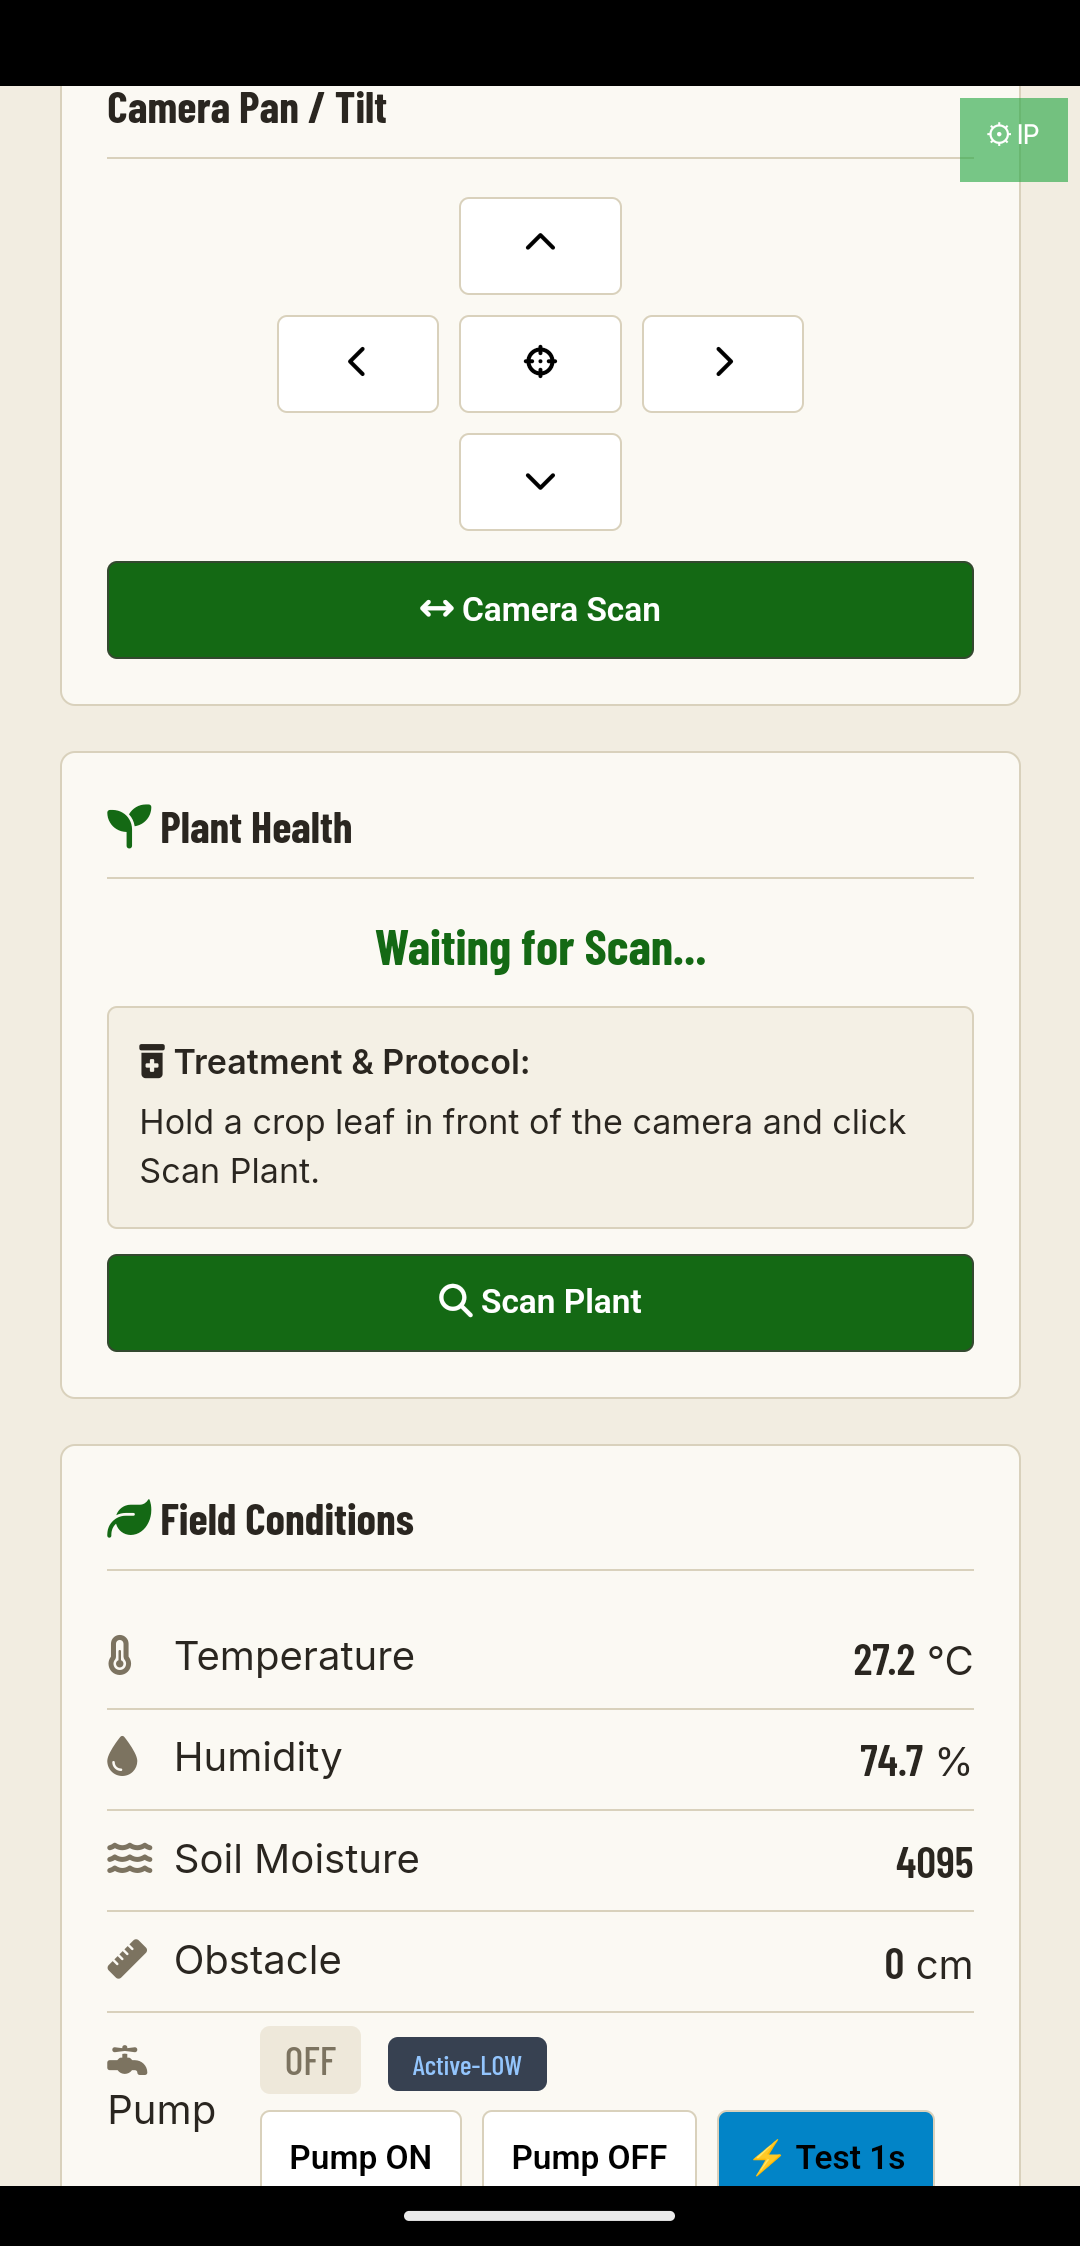 Camera Pan / Tilt
IP
Camera Scan
Plant Health
Waiting for Scan...
Treatment & Protocol:
Hold a crop leaf in front of the camera and click
Scan Plant.
Scan Plant
Field Conditions
Temperature 27.2 °C
Humidity 74.7 %
Soil Moisture 4095
Obstacle 0 cm
OFF Active-LOW
Pump
Pump ON Pump OFF ⚡ Test 1s